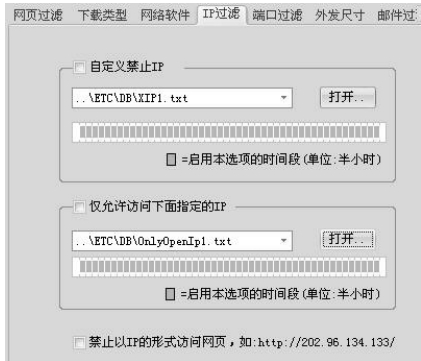 网页过滤 下载类型 网络软件 IP过滤 端口过滤 外发尺寸 邮件过
自定义禁止IP
..\ETC\DB\XIP1.txt 打开..
=启用本选项的时间段(单位:半小时)
仅允许访问下面指定的IP
..\ETC\DB\OnlyOpenIp1.txt 打开..
=启用本选项的时间段(单位:半小时)
禁止以IP的形式访问网页，如:http://202.96.134.133/